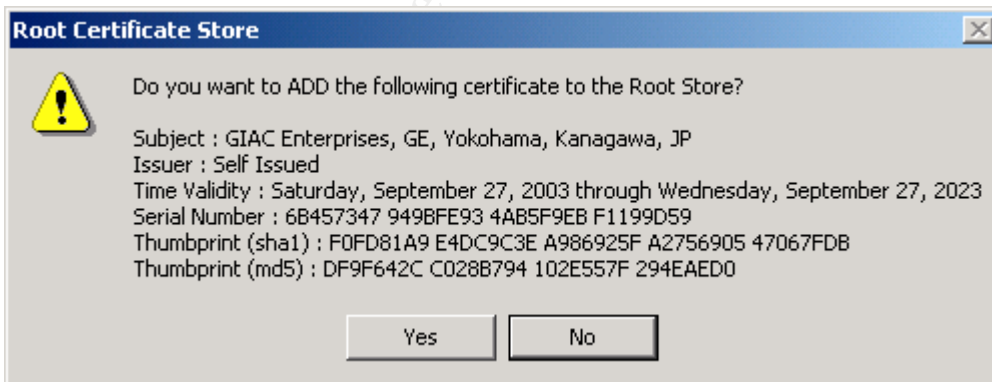 Root Certificate Store
Do you want to ADD the following certificate to the Root Store?
Subject : GIAC Enterprises, GE, Yokohama, Kanagawa, JP
Issuer : Self Issued
Time Validity : Saturday, September 27, 2003 through Wednesday, September 27, 2023
Serial Number : 6B457347 949BFE93 4AB5F9EB F1199D59
Thumbprint (sha1) : F0FD81A9 E4DC9C3E A986925F A2756905 47067FDB
Thumbprint (md5) : DF9F642C C028B794 102E557F 294EAED0
Yes No